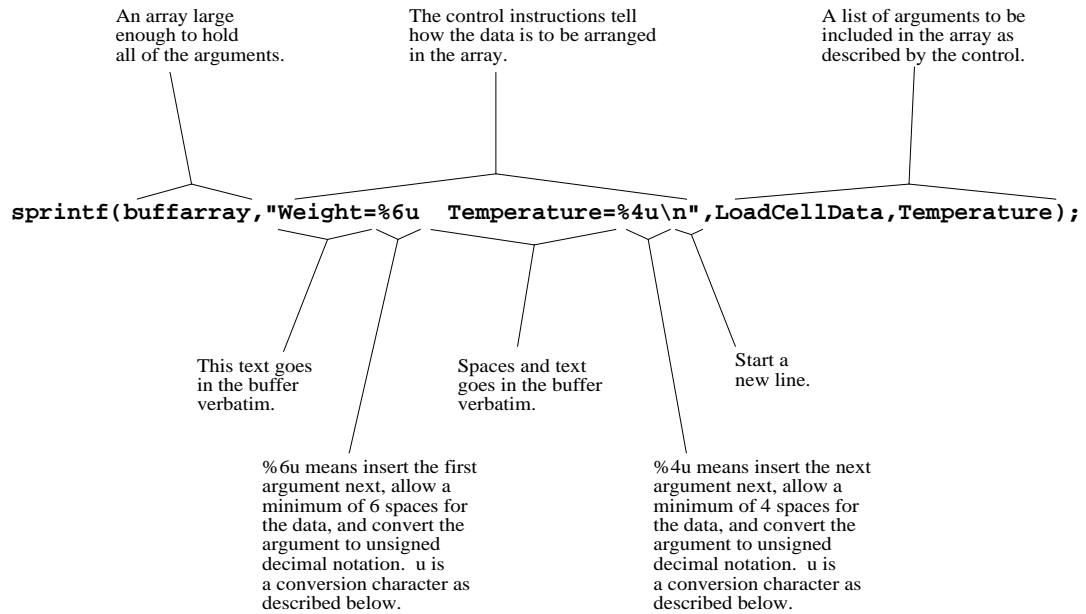 An array large
enough to hold
all of the arguments.
The control instructions tell
how the data is to be arranged
in the array.
A list of arguments to be
included in the array as
described by the control.
sprintf(buffarray,"Weight=%6u  Temperature=%4u\n",LoadCellData,Temperature);
This text goes
in the buffer
verbatim.
Spaces and text
goes in the buffer
verbatim.
Start a
new line.
%6u means insert the first
argument next, allow a
minimum of 6 spaces for
the data, and convert the
argument to unsigned
decimal notation.  u is
a conversion character as
described below.
%4u means insert the next
argument next, allow a
minimum of 4 spaces for
the data, and convert the
argument to unsigned
decimal notation.  u is
a conversion character as
described below.